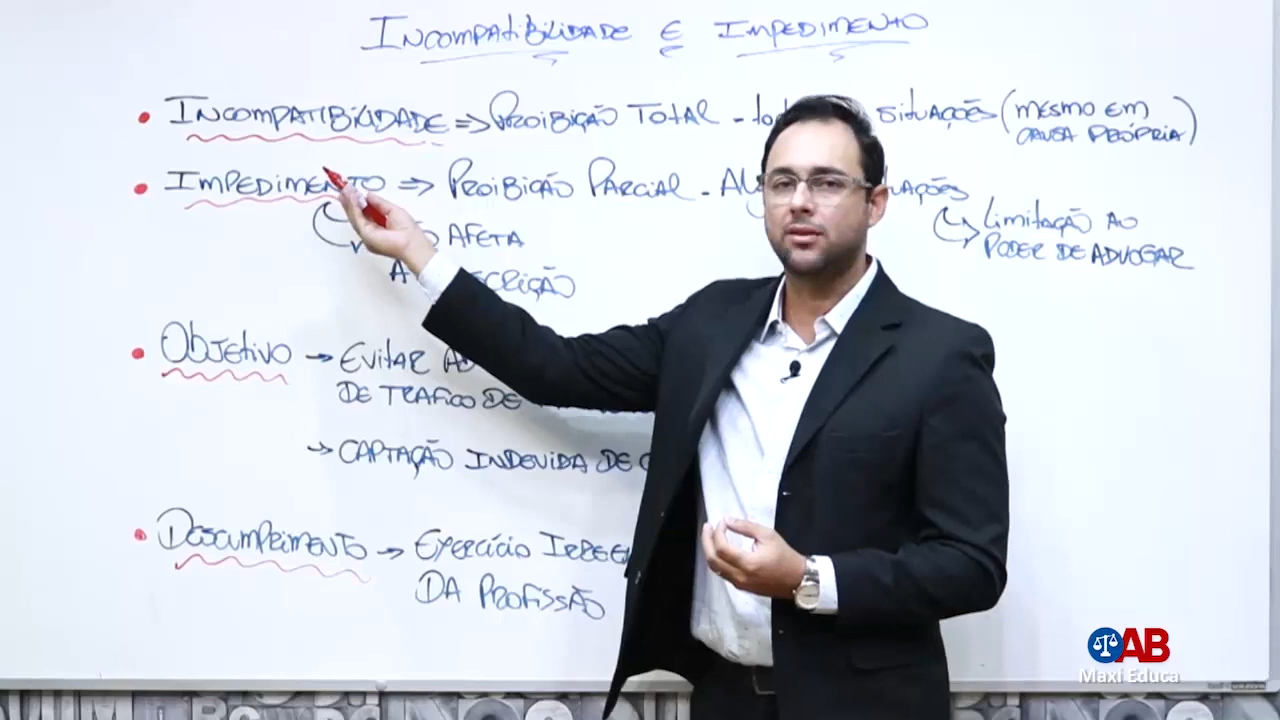 INCOMPATIBILIDADE E IMPEDIMENTO
• INCOMPATIBILIDADE => PROIBIÇÃO TOTAL - SITUAÇÕES (MESMO EM
CAUSA PRÓPRIA)
• IMPEDIMENTO => PROIBIÇÃO PARCIAL -
AFETA
LIMITAÇÃO AO
PODER DE ADVOGAR
• OBJETIVO → EVITAR
DE TRAFICO DE
→ CAPTAÇÃO INDEVIDA DE
• DESCUMPRIMENTO → EXERCÍCIO
DA PROFISSÃO
OAB
Maxi Educa